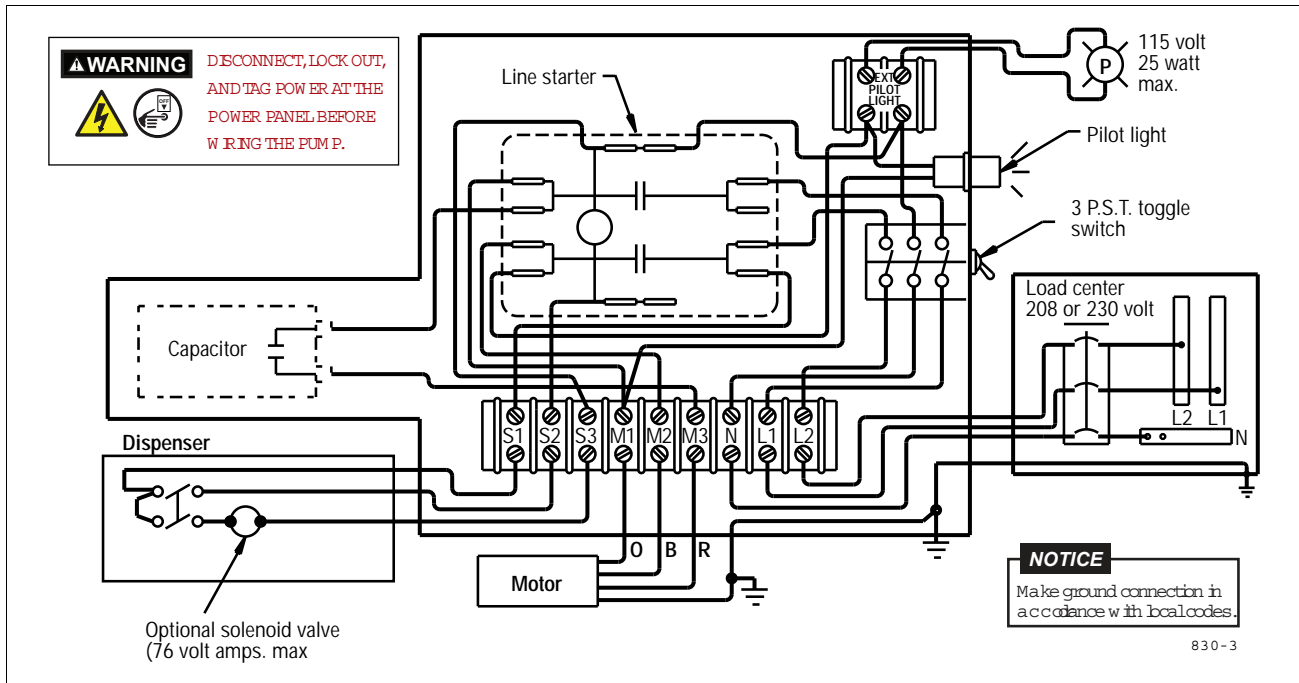 WARNING
DISCONNECT, LOCK OUT,
AND TAG POWER AT THE
POWER PANEL BEFORE
WIRING THE PUMP.
OFF
Line starter
EXT
PILOT
LIGHT
P
115 volt
25 watt
max.
Pilot light
3 P.S.T. toggle
switch
Load center
208 or 230 volt
L2 L1
N
Capacitor
S1 S2 S3 M1 M2 M3 N L1 L2
Dispenser
O B R
Motor
Optional solenoid valve
(76 volt amps. max
NOTICE
Make ground connection in
accordance with local codes.
830-3